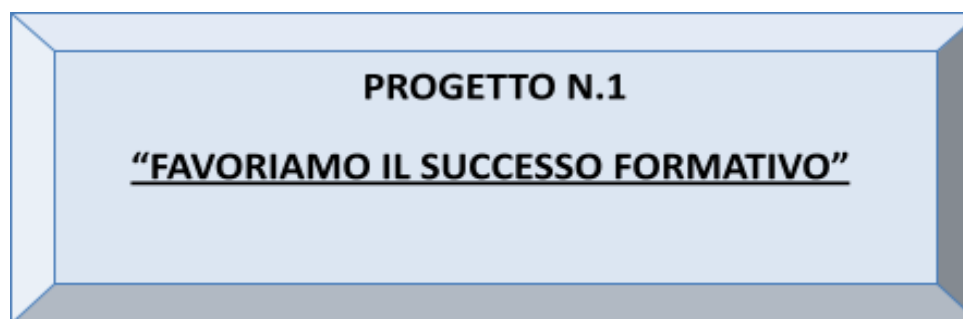 PROGETTO N.1
“FAVORIAMO IL SUCCESSO FORMATIVO”